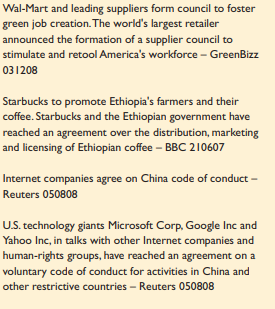 Wal-Mart and leading suppliers form council to foster
green job creation. The world's largest retailer
announced the formation of a supplier council to
stimulate and retool America's workforce – GreenBizz
031208
Starbucks to promote Ethiopia's farmers and their
coffee. Starbucks and the Ethiopian government have
reached an agreement over the distribution, marketing
and licensing of Ethiopian coffee – BBC 210607
Internet companies agree on China code of conduct –
Reuters 050808
U.S. technology giants Microsoft Corp, Google Inc and
Yahoo Inc, in talks with other Internet companies and
human-rights groups, have reached an agreement on a
voluntary code of conduct for activities in China and
other restrictive countries – Reuters 050808